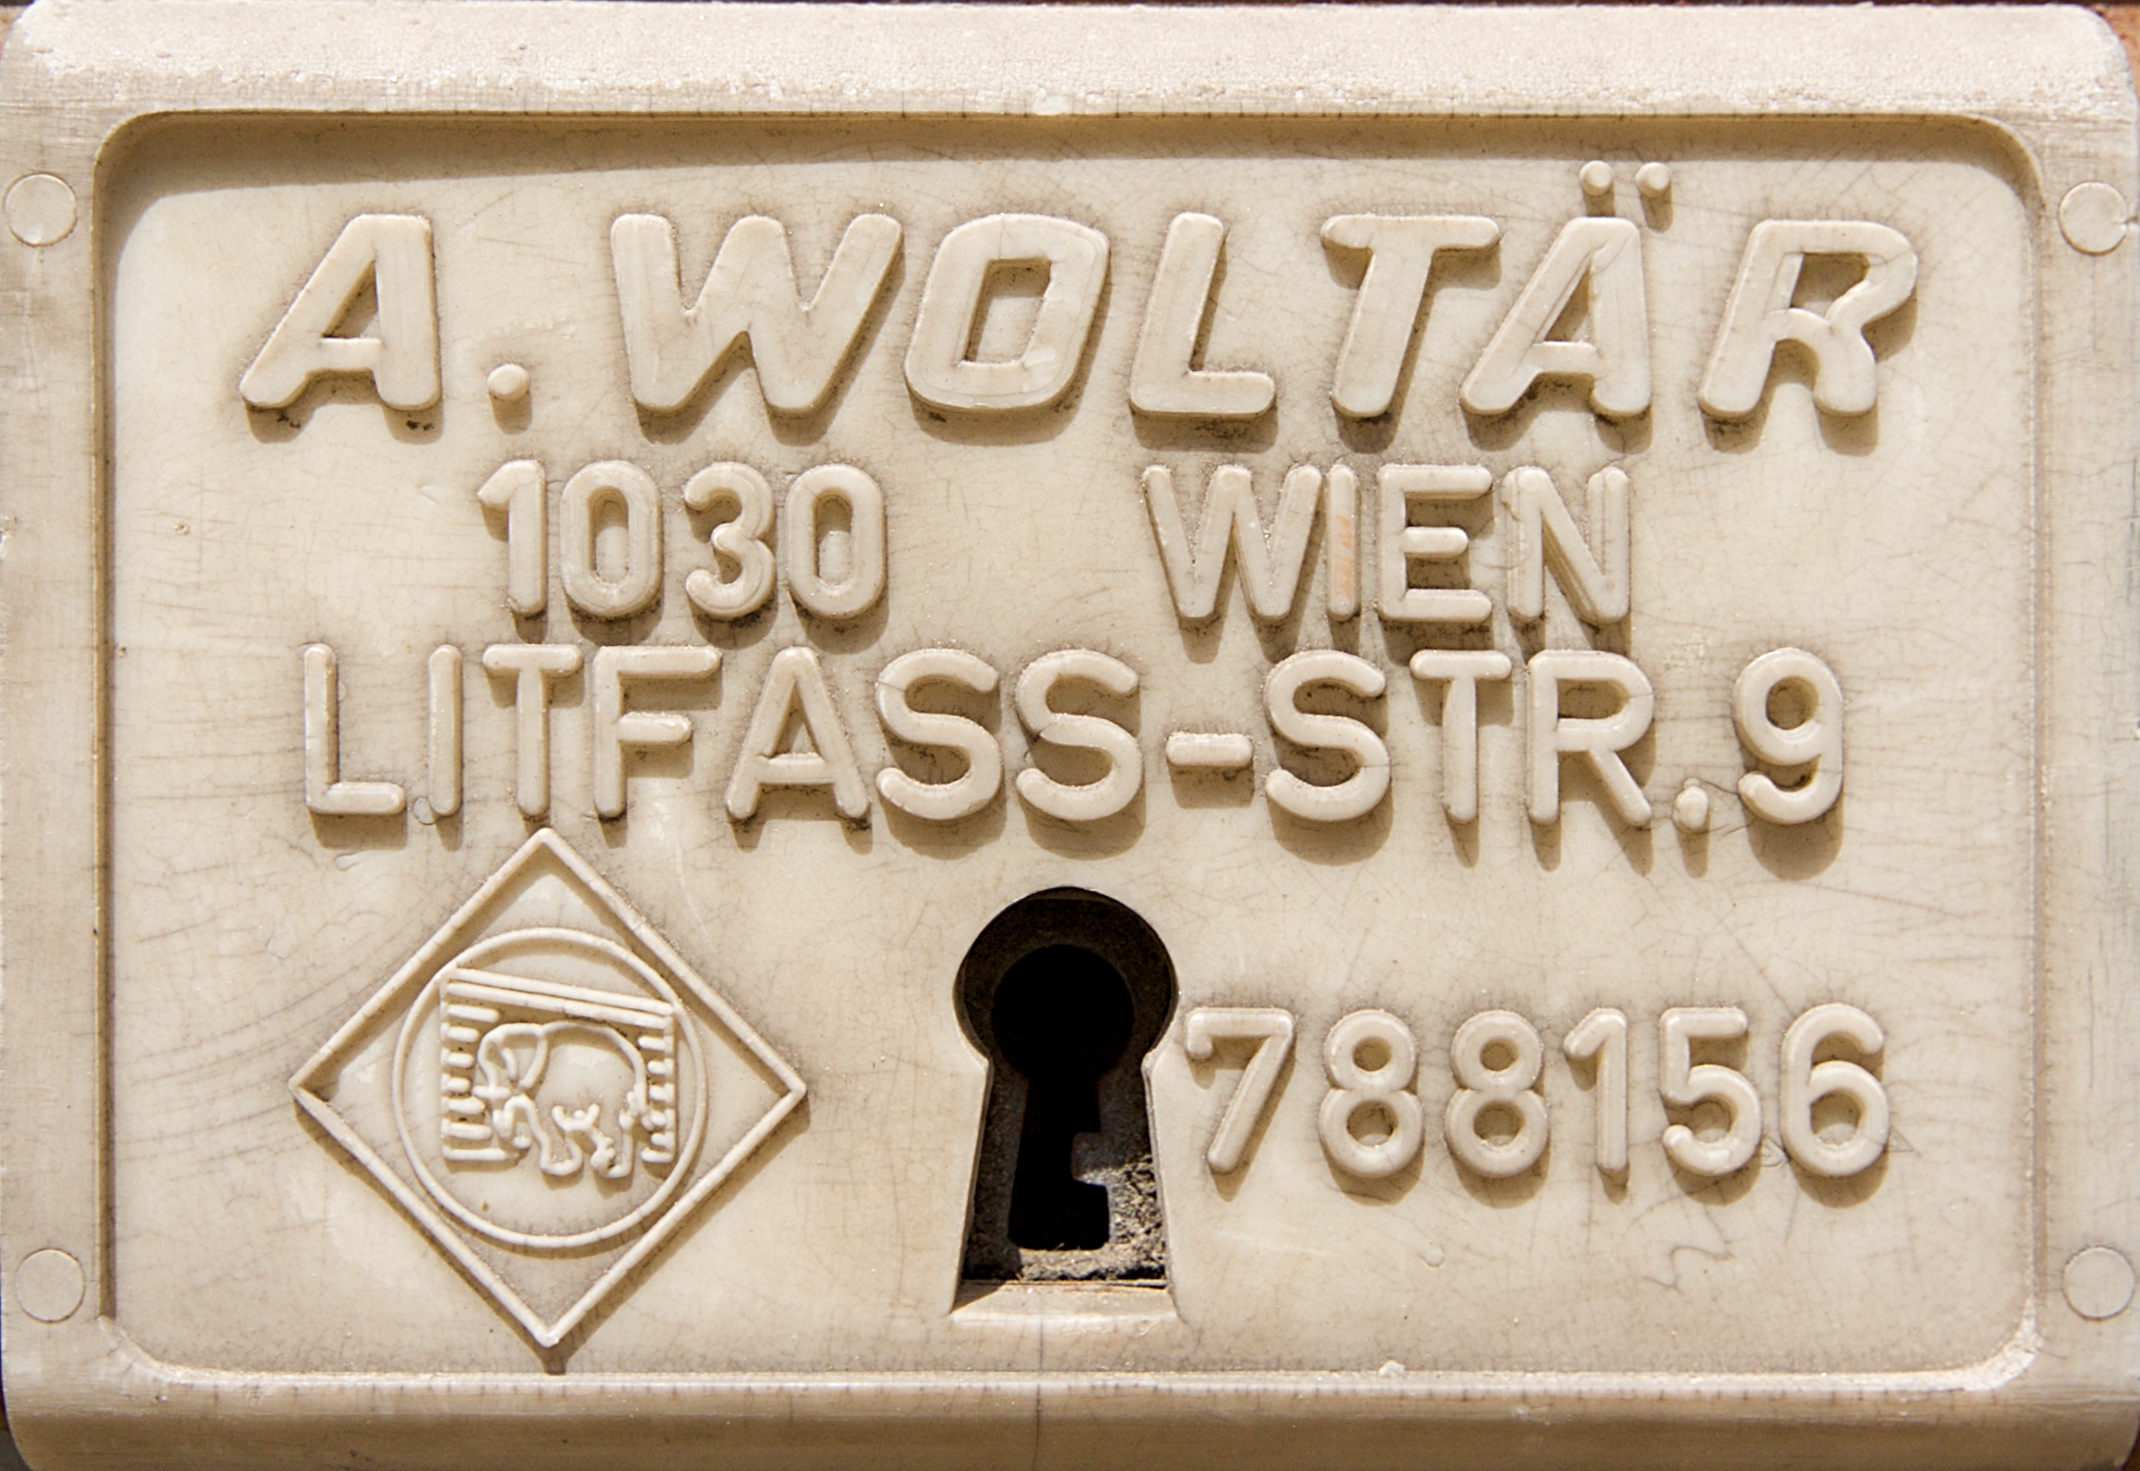 A. WOLTÄR
1030 WIEN
LITFASS-STR.9
788156